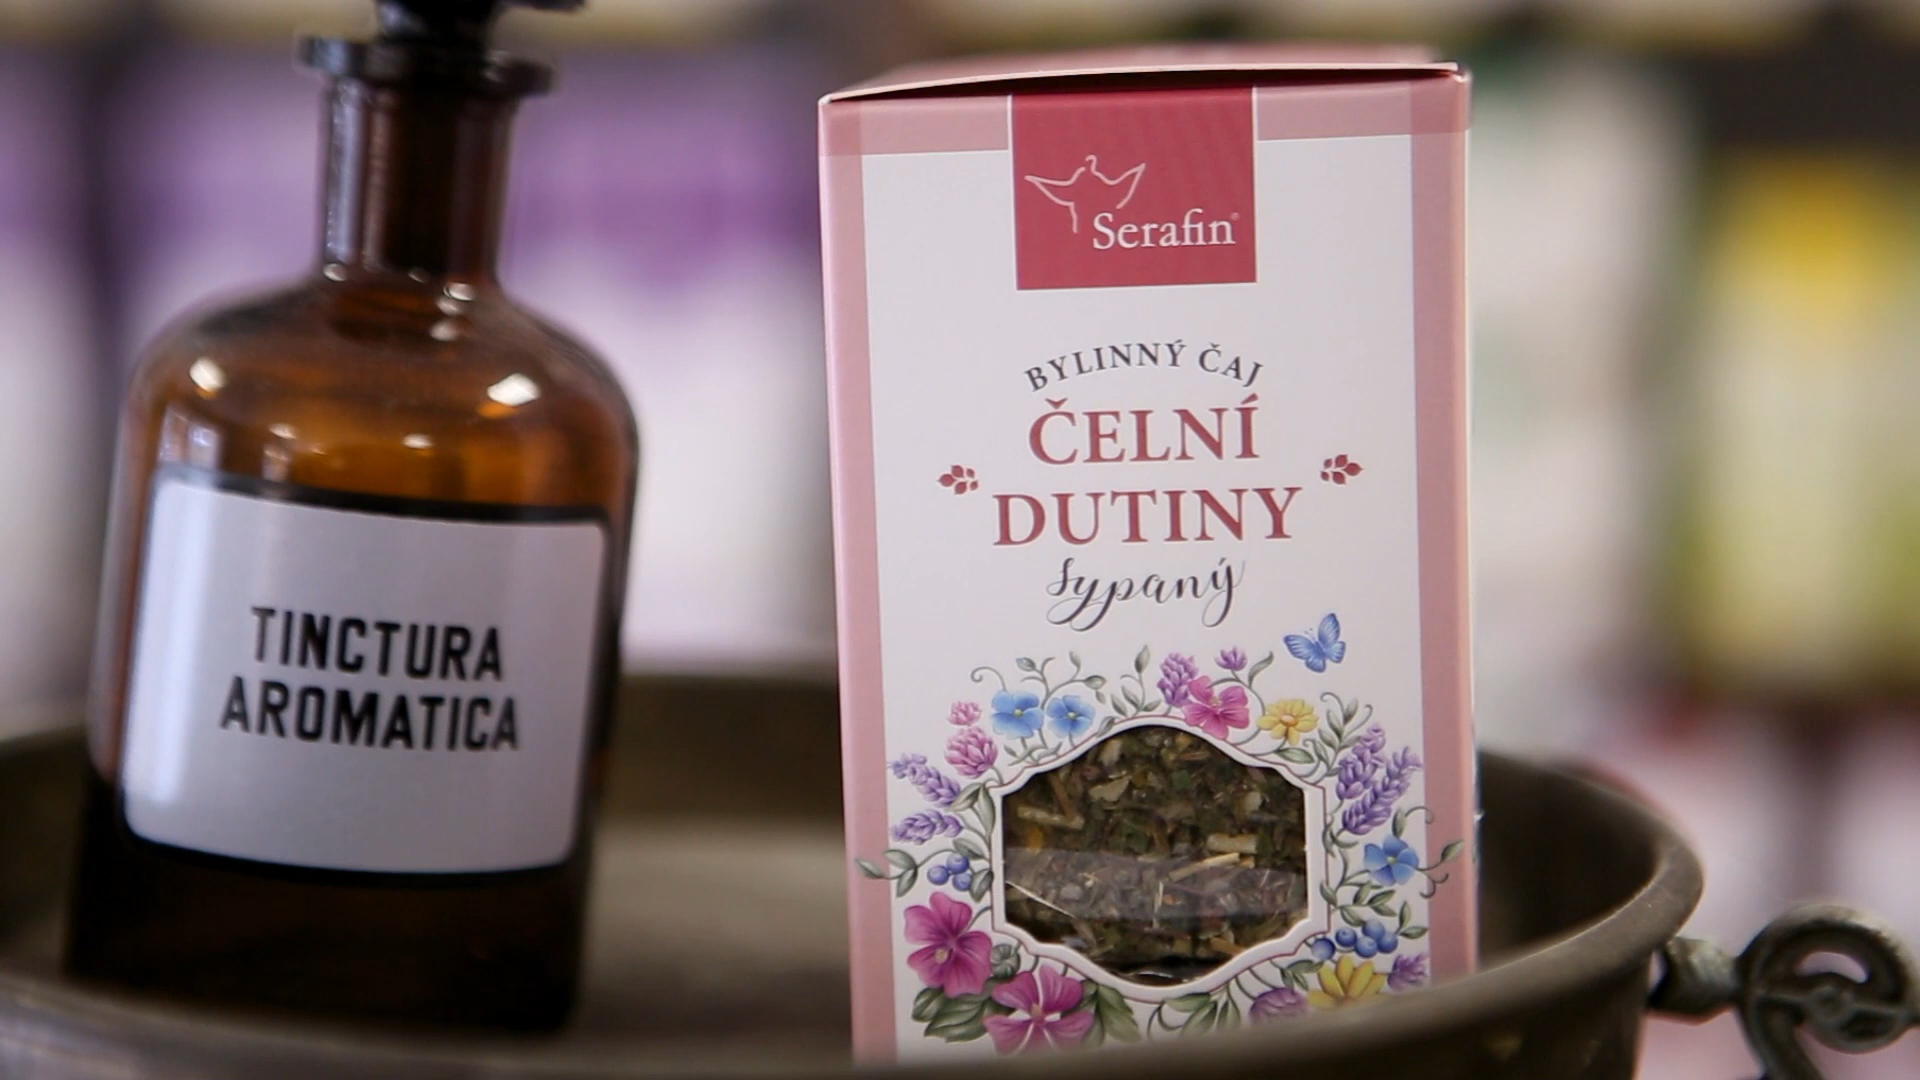 TINCTURA
AROMATICA
Serafin
BYLINNÝ ČAJ
ČELNÍ
DUTINY
sypaný